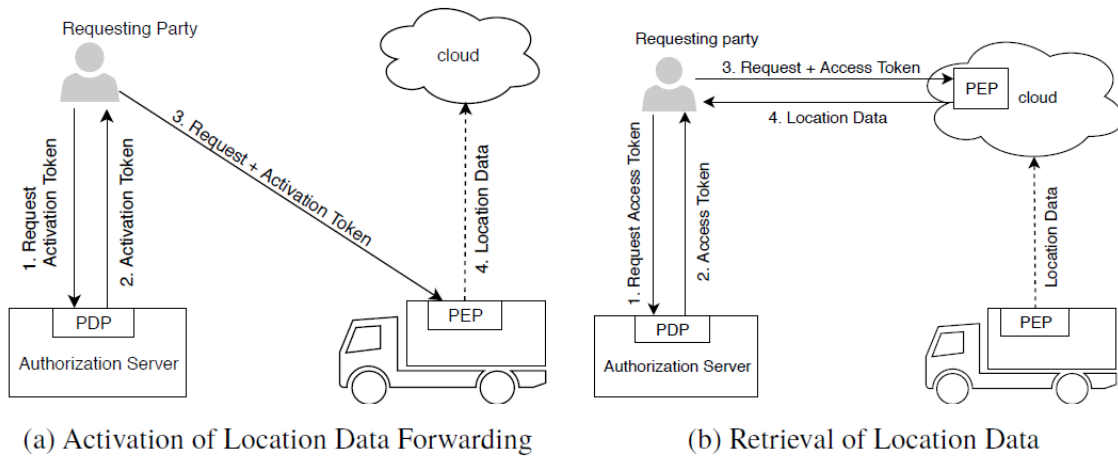 Requesting Party
cloud
3. Request + Activation Token
1. Request
Activation Token
2. Activation Token
4. Location Data
PDP
Authorization Server
PEP
(a) Activation of Location Data Forwarding
Requesting party
3. Request + Access Token
PEP
cloud
4. Location Data
1. Request Access Token
2. Access Token
Location Data
PDP
Authorization Server
PEP
(b) Retrieval of Location Data